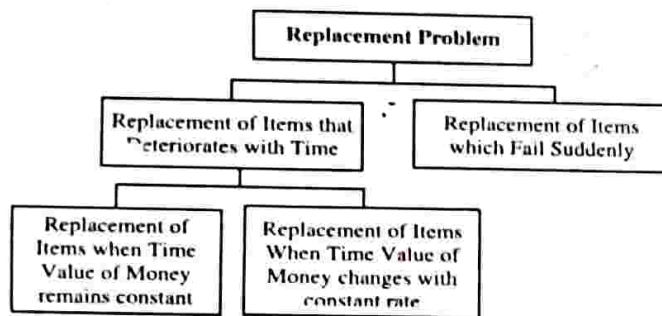 Replacement Problem
Replacement of Items that
Deteriorates with Time
Replacement of Items
which Fail Suddenly
Replacement of
Items when Time
Value of Money
remains constant
Replacement of Items
When Time Value of
Money changes with
constant rate